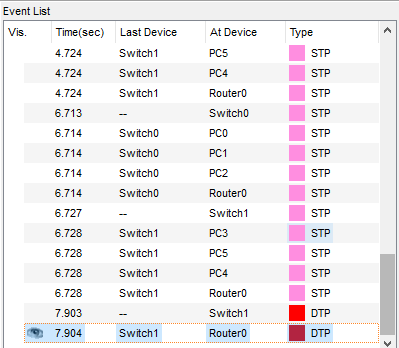 Event List
Vis. Time(sec) Last Device At Device Type
4.724 Switch1 PC5 STP
4.724 Switch1 PC4 STP
4.724 Switch1 Router0 STP
6.713 -- Switch0 STP
6.714 Switch0 PC0 STP
6.714 Switch0 PC1 STP
6.714 Switch0 PC2 STP
6.714 Switch0 Router0 STP
6.727 -- Switch1 STP
6.728 Switch1 PC3 STP
6.728 Switch1 PC5 STP
6.728 Switch1 PC4 STP
6.728 Switch1 Router0 STP
7.903 -- Switch1 DTP
7.904 Switch1 Router0 DTP